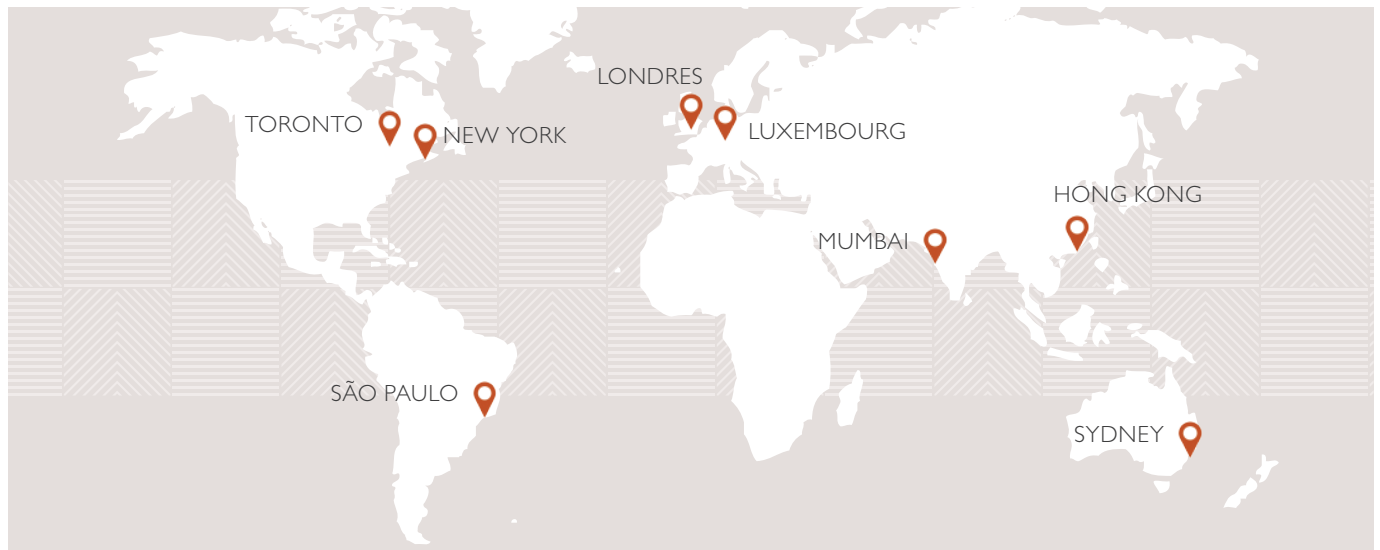 LONDRES
TORONTO
NEW YORK
LUXEMBOURG
HONG KONG
MUMBAI
SÃO PAULO
SYDNEY